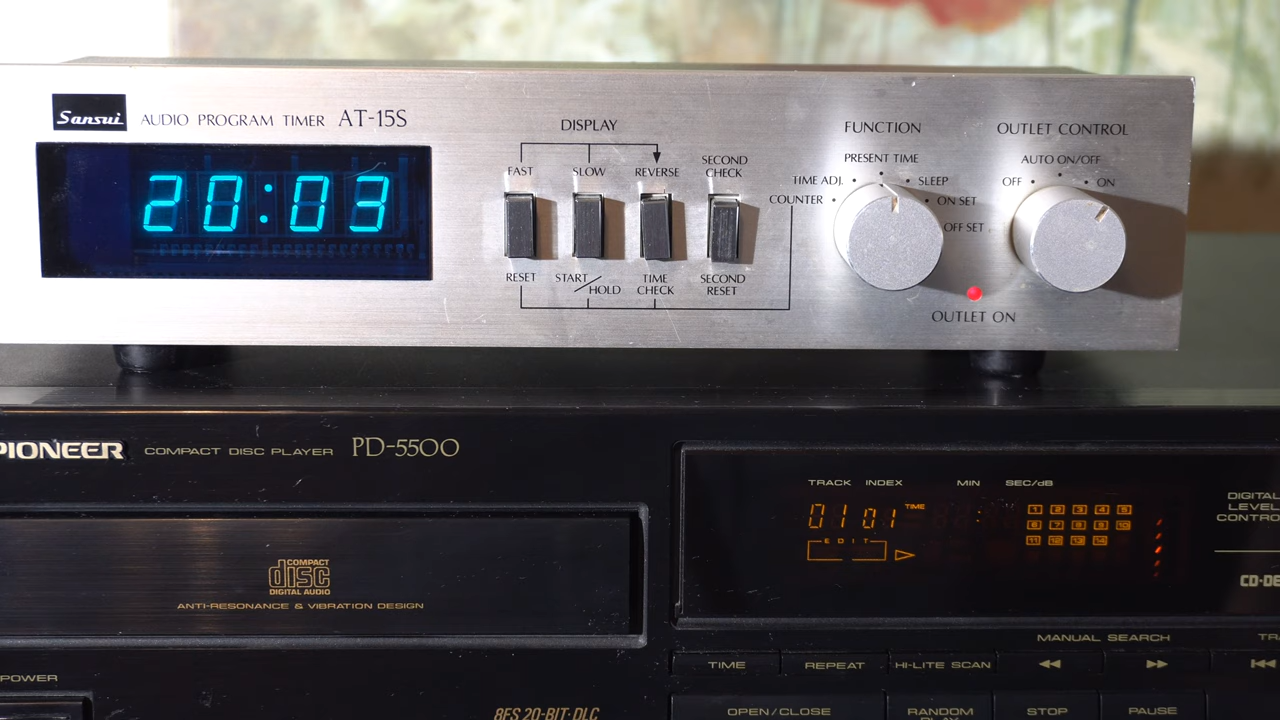 Sansui AUDIO PROGRAM TIMER AT-15S
20:03
DISPLAY
FAST SLOW REVERSE SECOND CHECK
RESET START/HOLD TIME CHECK SECOND RESET
FUNCTION
PRESENT TIME
TIME ADJ. SLEEP
COUNTER ON SET
OFF SET
OUTLET CONTROL
AUTO ON/OFF
OFF ON
OUTLET ON
PIONEER COMPACT DISC PLAYER PD-5500
COMPACT
disc
DIGITAL AUDIO
ANTI-RESONANCE & VIBRATION DESIGN
TRACK INDEX MIN SEC/dB
01 01 TIME
EDIT
1 2 3 4 5
6 7 8 9 10
11 12 13 14
DIGITAL
LEVEL
CONTRO
CD-DE
MANUAL SEARCH
TIME REPEAT HI-LITE SCAN
POWER
8FS 20-BIT·DLC
OPEN/CLOSE RANDOM PLAY STOP PAUSE